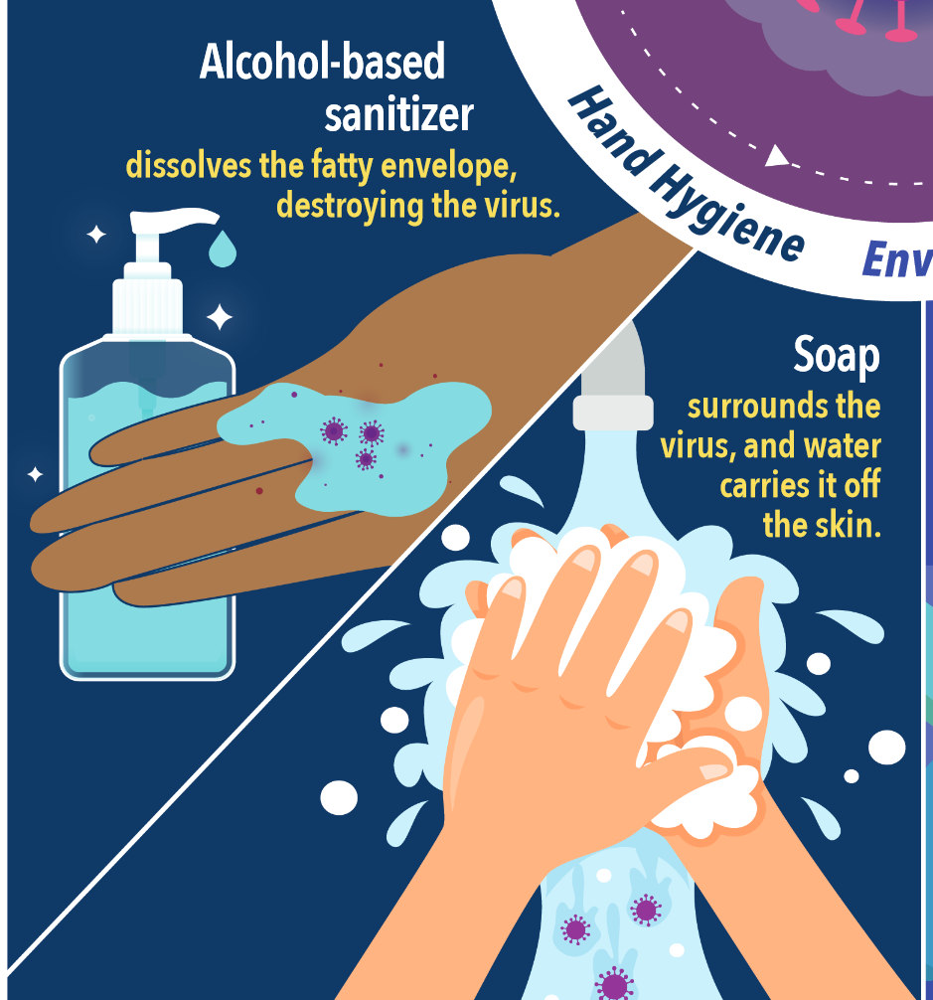 Alcohol-based
sanitizer
dissolves the fatty envelope,
destroying the virus.
Hand Hygiene
Env
Soap
surrounds the
virus, and water
carries it off
the skin.